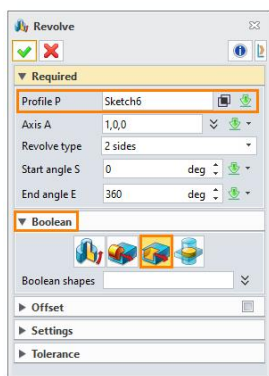 Revolve
Required
Profile P Sketch6
Axis A 1,0,0
Revolve type 2 sides
Start angle S 0 deg
End angle E 360 deg
Boolean
Boolean shapes
Offset
Settings
Tolerance